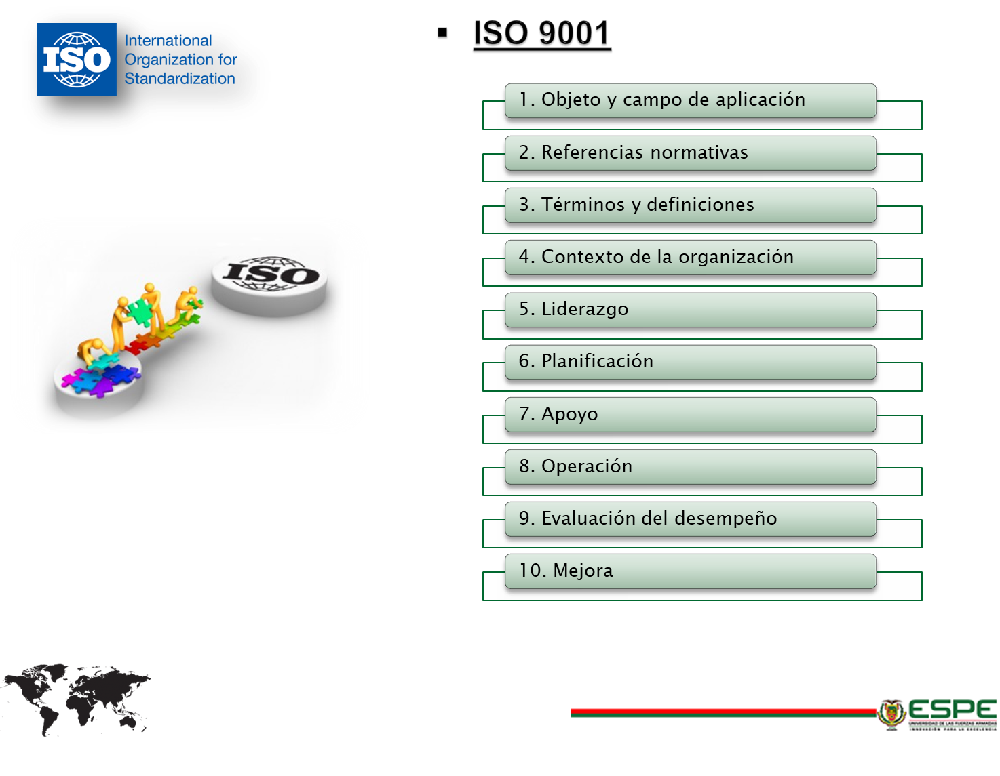 ISO
International
Organization for
Standardization
▪ ISO 9001
1. Objeto y campo de aplicación
2. Referencias normativas
3. Términos y definiciones
4. Contexto de la organización
5. Liderazgo
6. Planificación
7. Apoyo
8. Operación
9. Evaluación del desempeño
10. Mejora
ISO
ESPE
UNIVERSIDAD DE LAS FUERZAS ARMADAS
INNOVACIÓN PARA LA EXCELENCIA